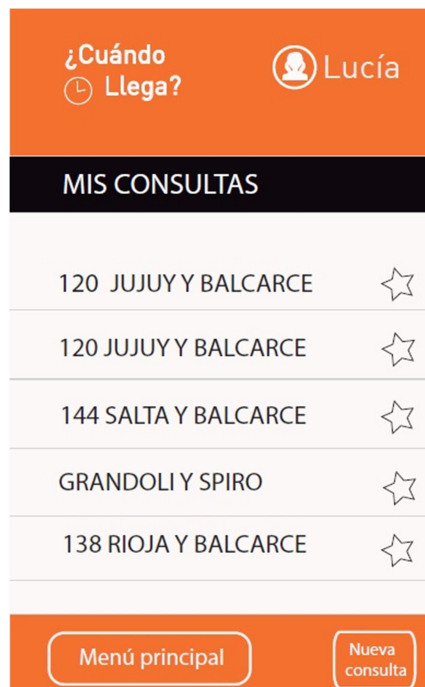 ¿Cuándo
Llega?
Lucía
MIS CONSULTAS
120 JUJUY Y BALCARCE
120 JUJUY Y BALCARCE
144 SALTA Y BALCARCE
GRANDOLI Y SPIRO
138 RIOJA Y BALCARCE
Menú principal
Nueva
consulta